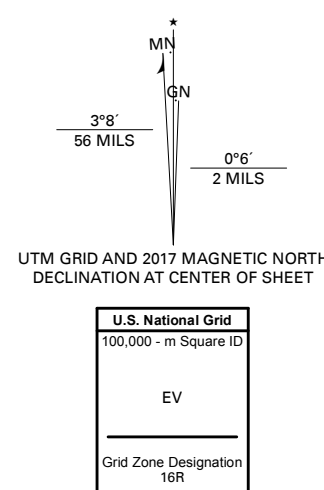 ★
MN
GN
3°8´
56 MILS
0°6´
2 MILS
UTM GRID AND 2017 MAGNETIC NORTH
DECLINATION AT CENTER OF SHEET
U.S. National Grid
100,000 - m Square ID
EV
Grid Zone Designation
16R